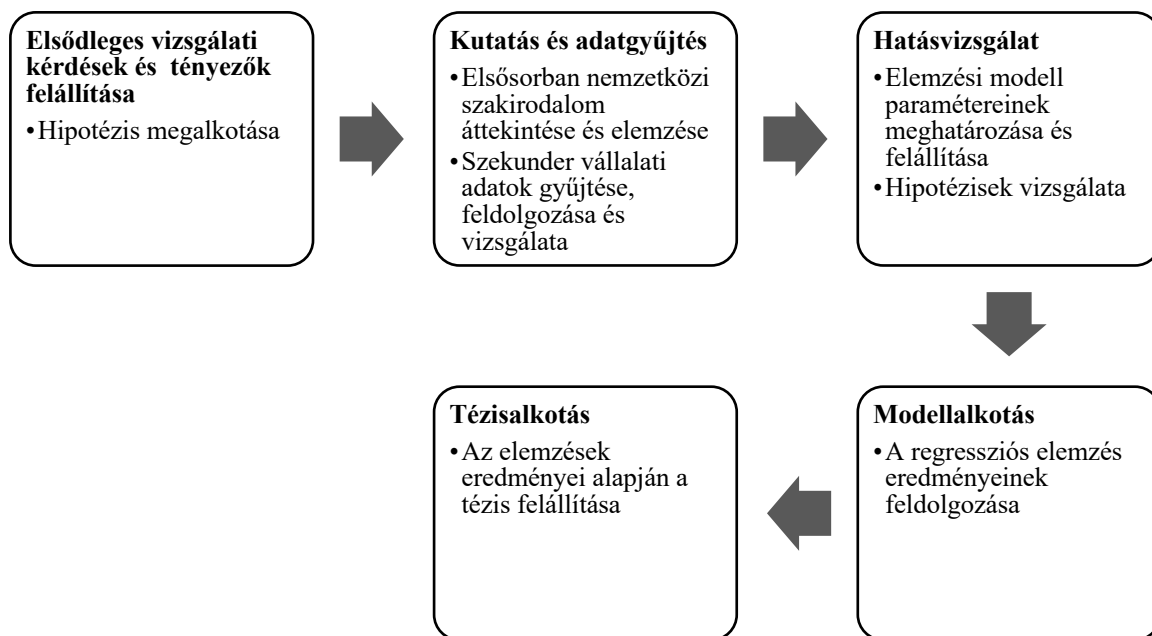 Elsődleges vizsgálati
kérdések és  tényezők
felállítása
•Hipotézis megalkotása
Kutatás és adatgyűjtés
•Elsősorban nemzetközi
szakirodalom
áttekintése és elemzése
•Szekunder vállalati
adatok gyűjtése,
feldolgozása és
vizsgálata
Hatásvizsgálat
•Elemzési modell
paramétereinek
meghatározása és
felállítása
•Hipotézisek vizsgálata
Modellalkotás
•A regressziós elemzés
eredményeinek
feldolgozása
Tézisalkotás
•Az elemzések
eredményei alapján a
tézis felállítása